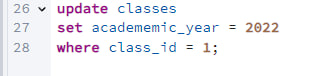 26 update classes
27 set academemic_year = 2022
28 where class_id = 1;